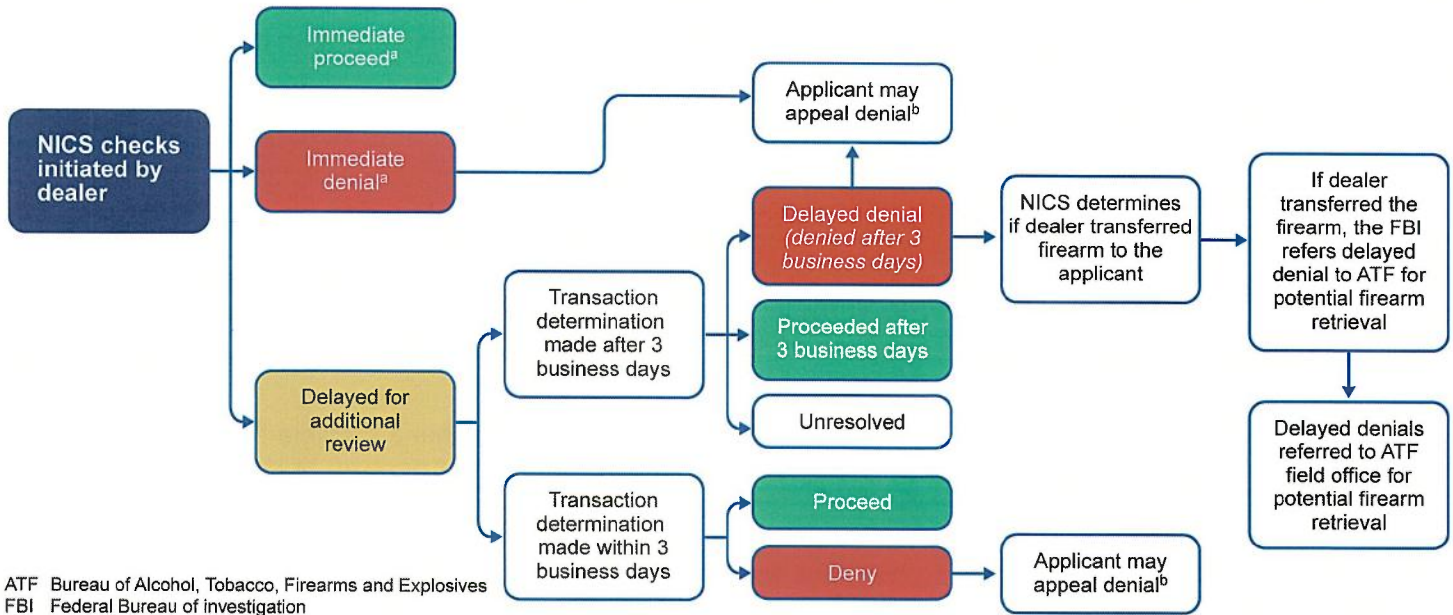 Immediate
proceedᵃ
NICS checks
initiated by
dealer
Immediate
denialᵃ
Applicant may
appeal denialᵇ
Delayed denial
(denied after 3
business days)
NICS determines
if dealer transferred
firearm to the
applicant
If dealer
transferred the
firearm, the FBI
refers delayed
denial to ATF for
potential firearm
retrieval
Transaction
determination
made after 3
business days
Proceeded after
3 business days
Delayed for
additional
review
Unresolved
Delayed denials
referred to ATF
field office for
potential firearm
retrieval
Transaction
determination
made within 3
business days
Proceed
Deny
Applicant may
appeal denialᵇ
ATF Bureau of Alcohol, Tobacco, Firearms and Explosives
FBI Federal Bureau of investigation